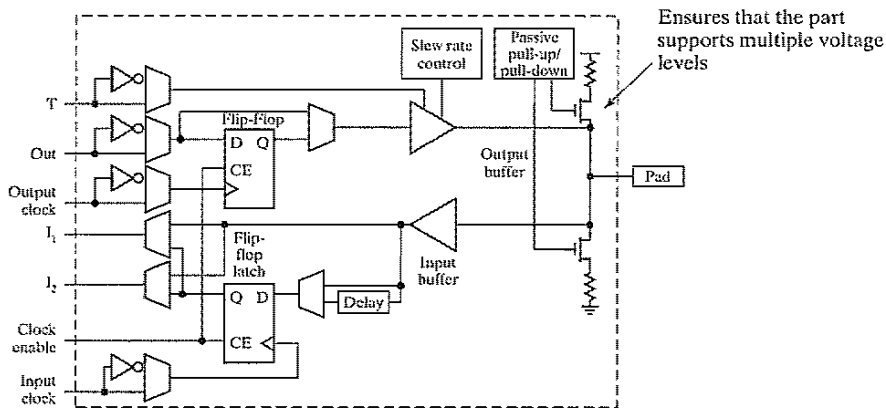 Ensures that the part
supports multiple voltage
levels
Slew rate
control
Passive
pull-up/
pull-down
T
Flip-flop
D Q
CE
Out
Output
clock
Output
buffer
Pad
I₁
Flip-
flop
latch
Input
buffer
I₂
Q D
Delay
Clock
enable
CE
Input
clock